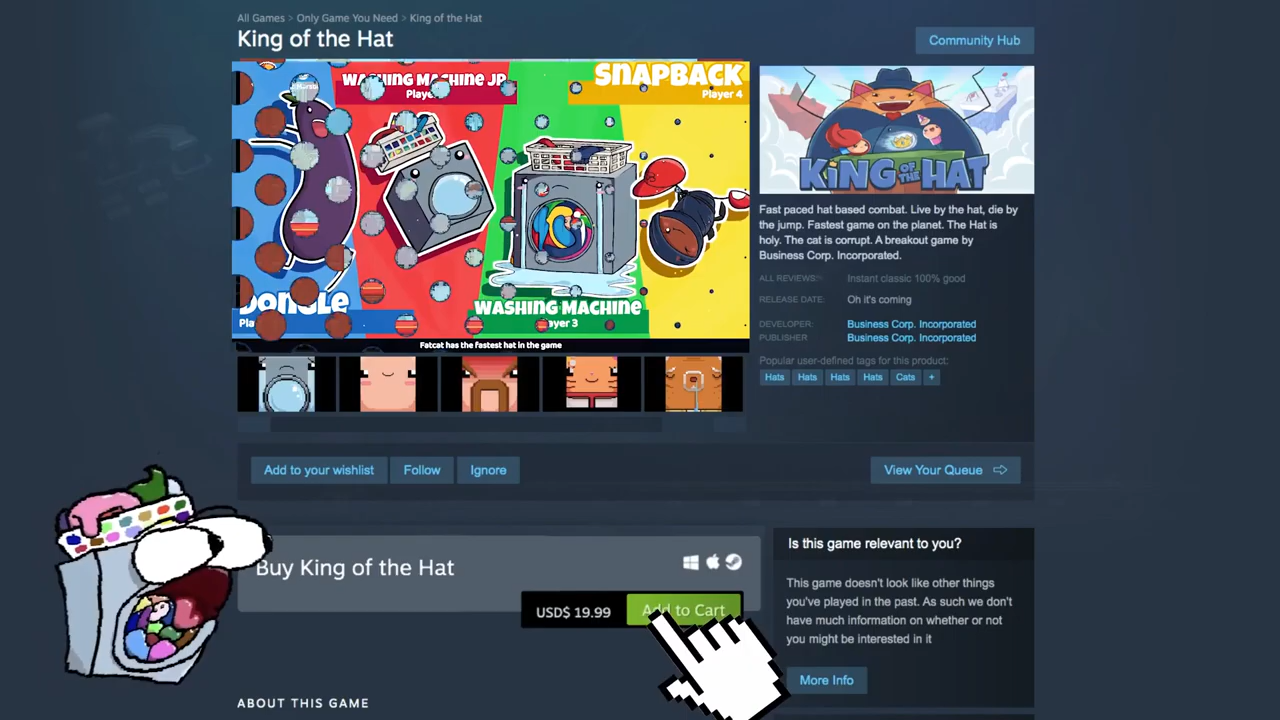 All Games > Only Game You Need > King of the Hat
King of the Hat
Community Hub
WASHING MACHINE JR
SNAPBACK
Player 4
KING OF THE HAT
Fast paced hat based combat. Live by the hat, die by
the jump. Fastest game on the planet. The Hat is
holy. The cat is corrupt. A breakout game by
Business Corp. Incorporated.
ALL REVIEWS: Instant classic 100% good
RELEASE DATE: Oh it's coming
DEVELOPER: Business Corp. Incorporated
PUBLISHER: Business Corp. Incorporated
Popular user-defined tags for this product:
Hats Hats Hats Hats Cats +
DONGLE
WASHING MACHINE
Fatcat has the fastest hat in the game
Add to your wishlist
Follow
Ignore
View Your Queue
Buy King of the Hat
USD$ 19.99
Add to Cart
Is this game relevant to you?
This game doesn't look like other things
you've played in the past. As such we don't
have much information on whether or not
you might be interested in it
More Info
ABOUT THIS GAME